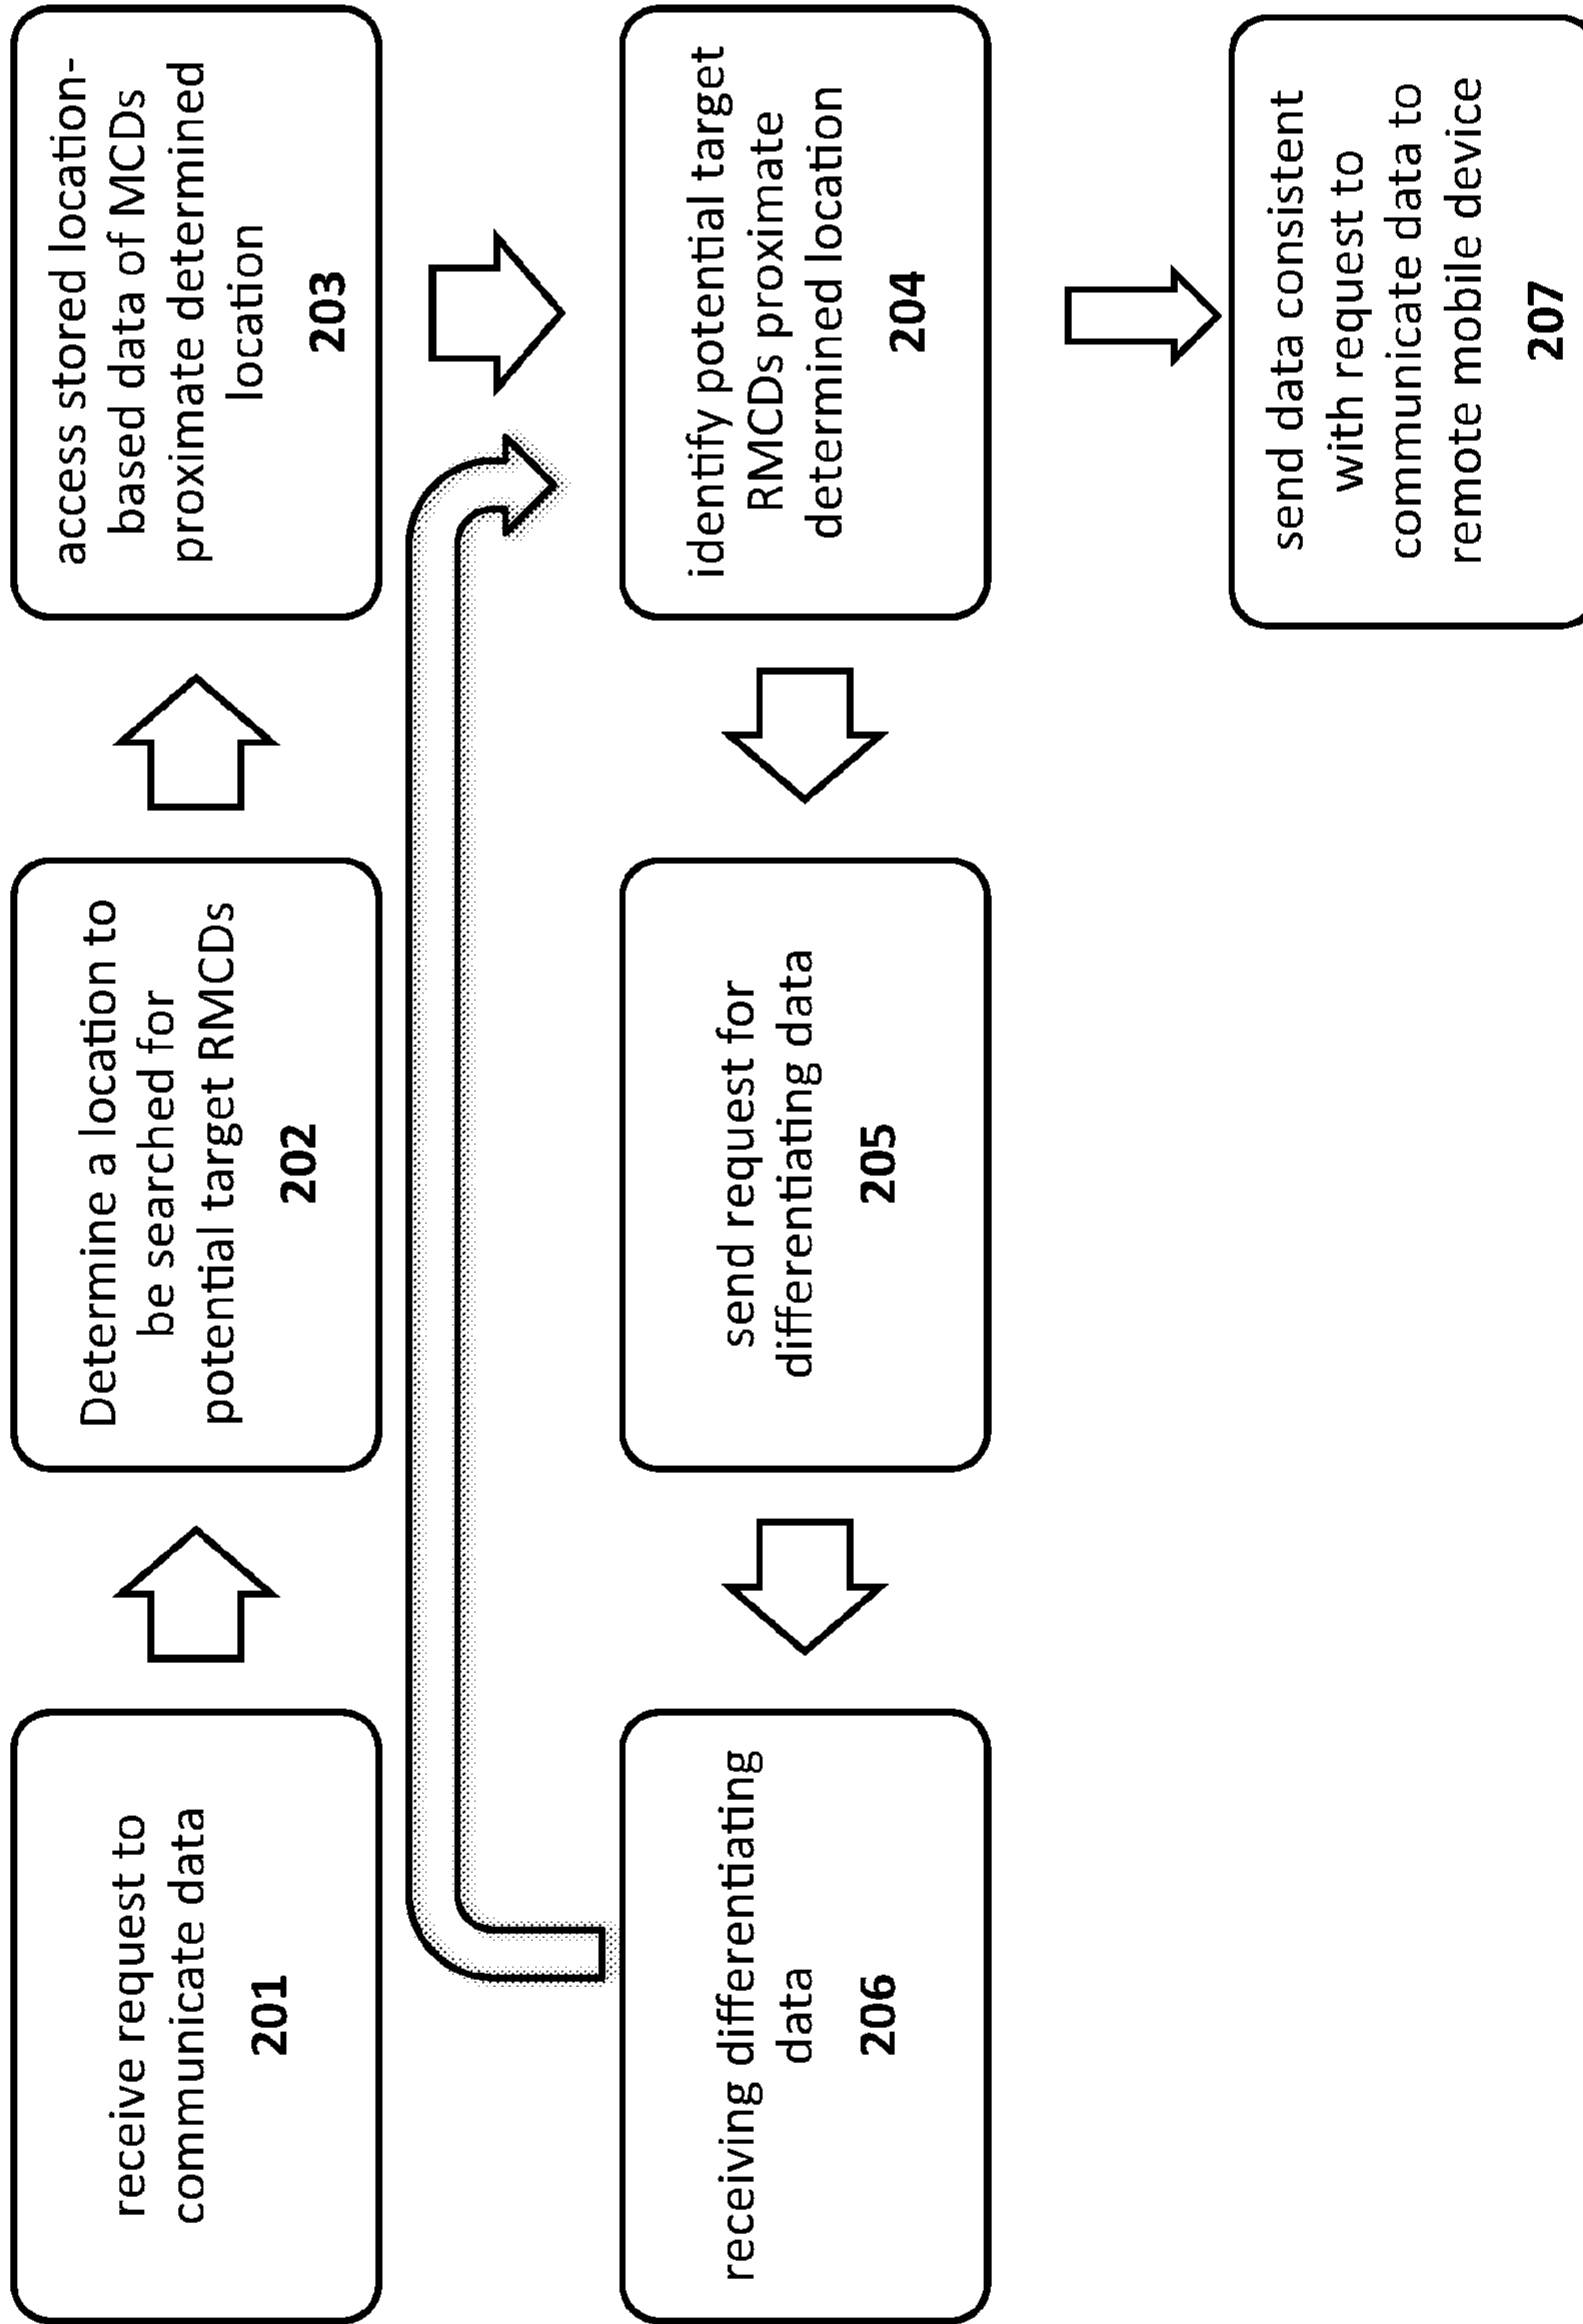 receive request to
communicate data
201
Determine a location to
be searched for
potential target RMCDs
202
access stored location-
based data of MCDs
proximate determined
location
203
identify potential target
RMCDs proximate
determined location
204
send request for
differentiating data
205
receiving differentiating
data
206
send data consistent
with request to
communicate data to
remote mobile device
207